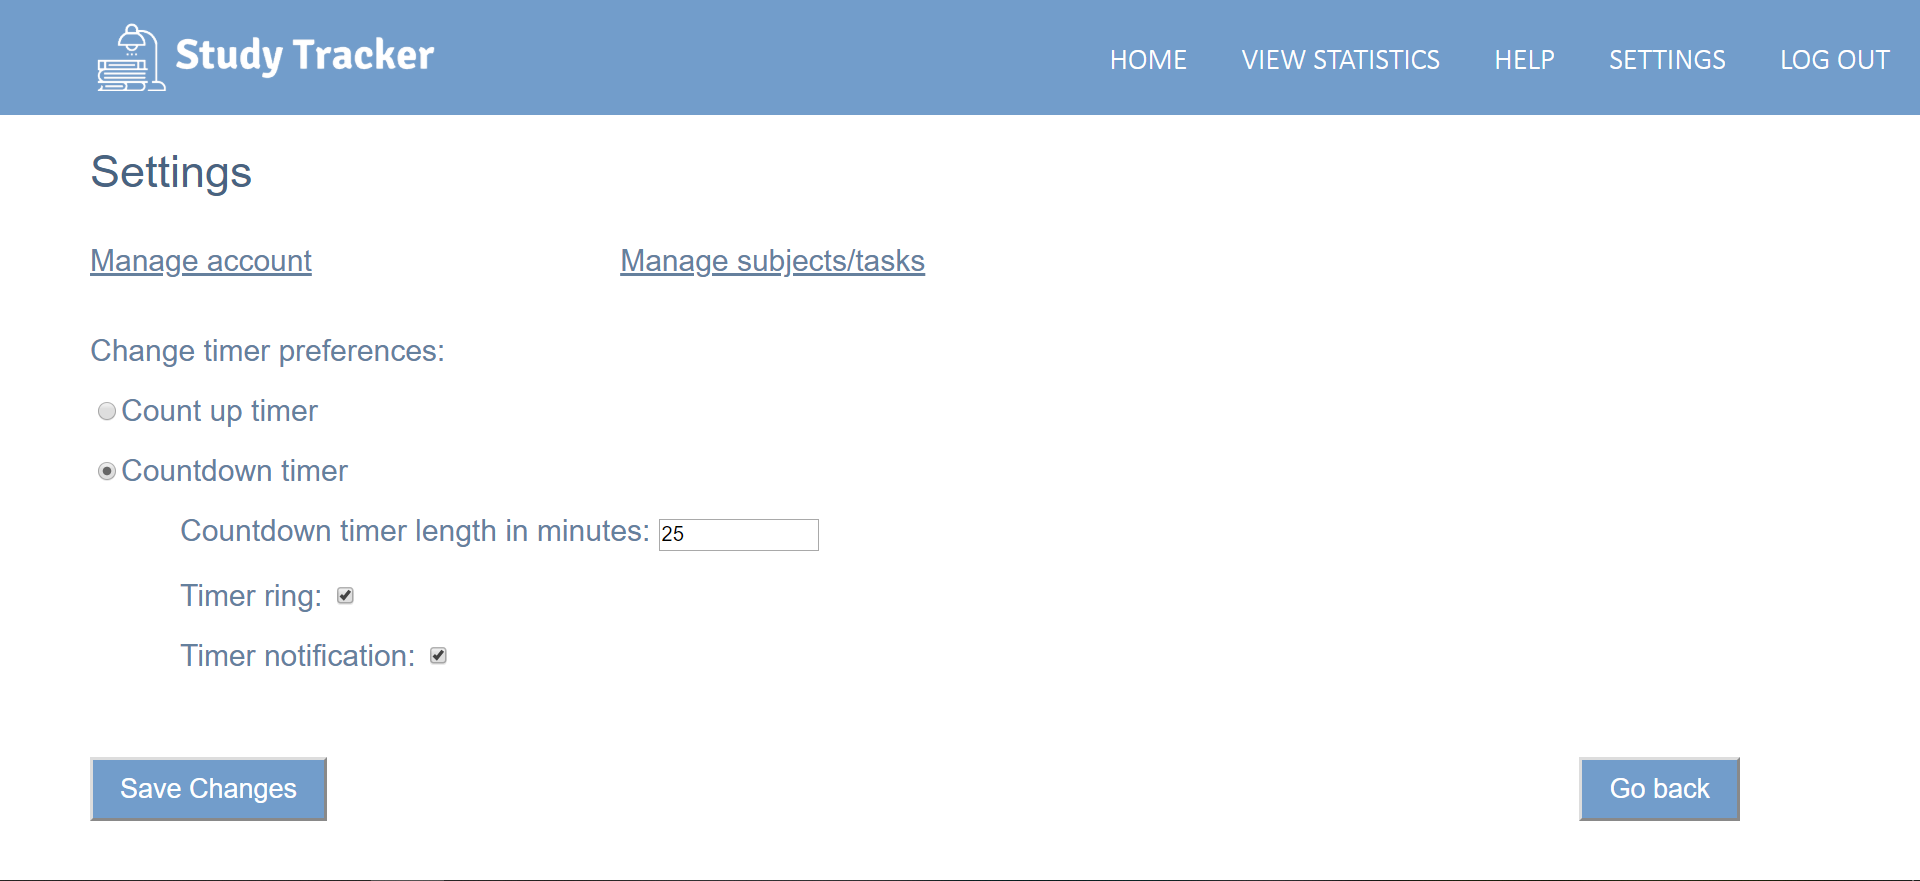 Study Tracker
HOME VIEW STATISTICS HELP SETTINGS LOG OUT
Settings
Manage account Manage subjects/tasks
Change timer preferences:
Count up timer
Countdown timer
Countdown timer length in minutes: 25
Timer ring:
Timer notification:
Save Changes Go back